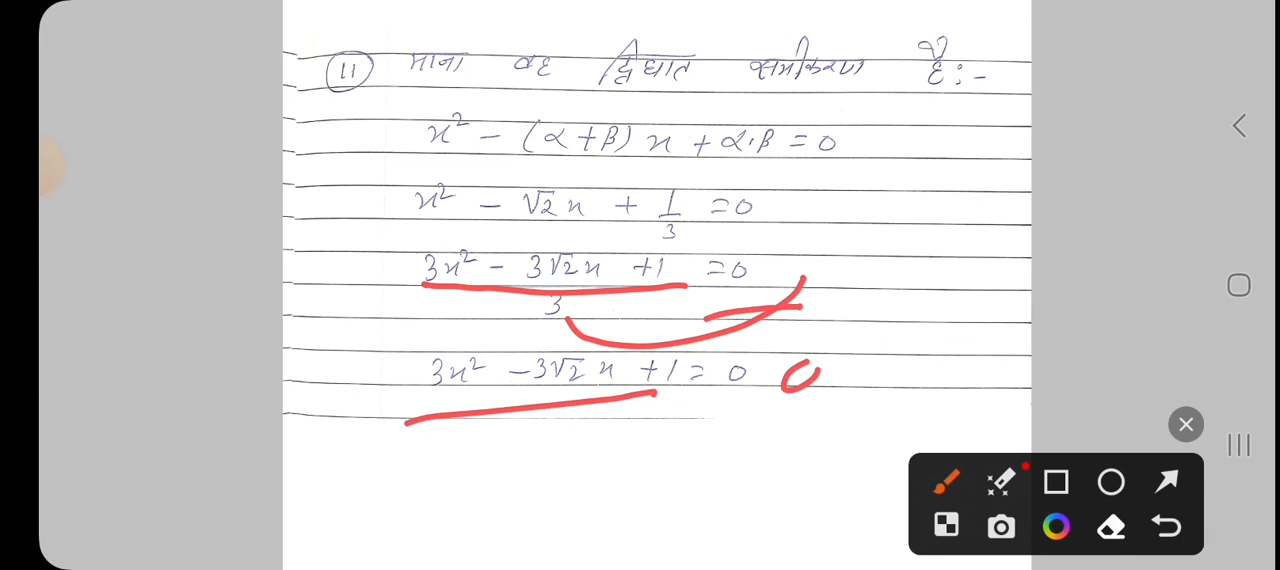 (11) माना वह द्विघात समीकरण है :-
x² - (α + β) x + α.β = 0
x² - √2 x + 1/3 = 0
3x² - 3√2 x + 1 = 0
3
3x² - 3√2 x + 1 = 0